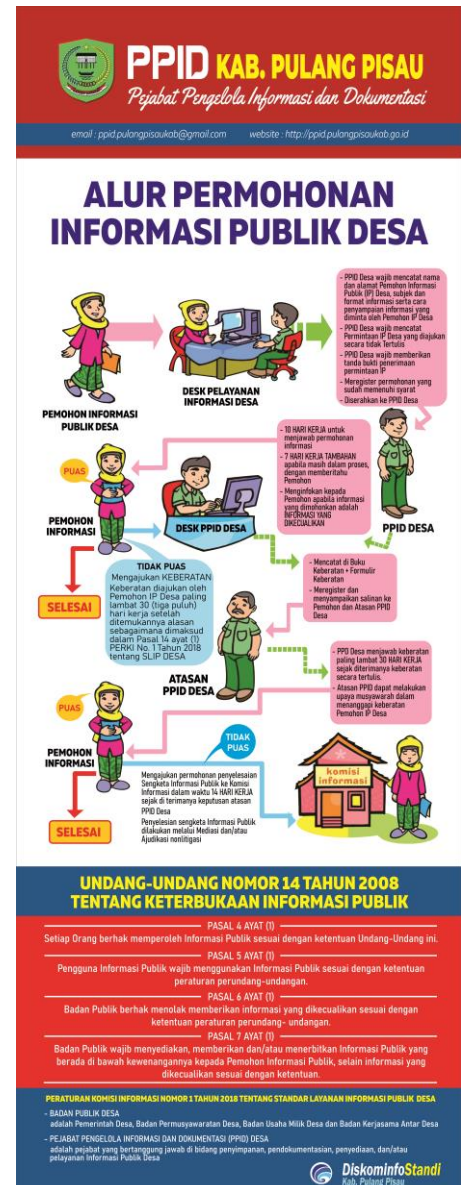 PPID KAB. PULANG PISAU
Pejabat Pengelola Informasi dan Dokumentasi
email : ppid.pulangpisaukab@gmail.com website : http://ppid.pulangpisaukab.go.id
ALUR PERMOHONAN
INFORMASI PUBLIK DESA
PEMOHON INFORMASI
PUBLIK DESA
DESK PELAYANAN
INFORMASI DESA
- PPID Desa wajib mencatat nama
dan alamat Pemohon Informasi
Publik (IP) Desa, subjek dan
format informasi serta cara
penyampaian informasi yang
diminta oleh Pemohon IP Desa
- PPID Desa wajib mencatat
Permintaan IP Desa yang diajukan
secara tidak Tertulis
- PPID Desa wajib memberikan
tanda bukti penerimaan
permintaan IP
- Meregister permohonan yang
sudah memenuhi syarat
- Diserahkan ke PPID Desa
PPID DESA
- 10 HARI KERJA untuk
menjawab permohonan
informasi
- 7 HARI KERJA TAMBAHAN
apabila masih dalam proses,
dengan memberitahu
Pemohon
- Menginfokan kepada
Pemohon apabila informasi
yang dimohonkan adalah
INFORMASI YANG
DIKECUALIKAN
DESK PPID DESA
PUAS
PEMOHON
INFORMASI
SELESAI
TIDAK PUAS
Mengajukan KEBERATAN
Keberatan diajukan oleh
Pemohon IP Desa paling
lambat 30 (tiga puluh)
hari kerja setelah
ditemukannya alasan
sebagaimana dimaksud
dalam Pasal 14 ayat (1)
PERKI No. 1 Tahun 2018
tentang SLIP DESA
- Mencatat di Buku
Keberatan + Formulir
Keberatan
- Meregister dan
menyampaikan salinan ke
Pemohon dan Atasan PPID
Desa
ATASAN
PPID DESA
- PPD Desa menjawab keberatan
paling lambat 30 HARI KERJA
sejak diterimanya keberatan
secara tertulis.
- Atasan PPID dapat melakukan
upaya musyawarah dalam
menanggapi keberatan
Pemohon IP Desa
PUAS
PEMOHON
INFORMASI
SELESAI
TIDAK
PUAS
Mengajukan permohonan penyelesaian
Sengketa Informasi Publik ke Komisi
Informasi dalam waktu 14 HARI KERJA
sejak di terimanya keputusan atasan
PPID Desa
Penyelesian sengketa Informasi Publik
dilakukan melalui Mediasi dan/atau
Ajudikasi nonlitigasi
komisi
informasi
UNDANG-UNDANG NOMOR 14 TAHUN 2008
TENTANG KETERBUKAAN INFORMASI PUBLIK
PASAL 4 AYAT (1)
Setiap Orang berhak memperoleh Informasi Publik sesuai dengan ketentuan Undang-Undang ini.
PASAL 5 AYAT (1)
Pengguna Informasi Publik wajib menggunakan Informasi Publik sesuai dengan ketentuan
peraturan perundang-undangan.
PASAL 6 AYAT (1)
Badan Publik berhak menolak memberikan informasi yang dikecualikan sesuai dengan
ketentuan peraturan perundang- undangan.
PASAL 7 AYAT (1)
Badan Publik wajib menyediakan, memberikan dan/atau menerbitkan Informasi Publik yang
berada di bawah kewenangannya kepada Pemohon Informasi Publik, selain informasi yang
dikecualikan sesuai dengan ketentuan.
PERATURAN KOMISI INFORMASI NOMOR 1 TAHUN 2018 TENTANG STANDAR LAYANAN INFORMASI PUBLIK DESA
- BADAN PUBLIK DESA
adalah Pemerintah Desa, Badan Permusyawaratan Desa, Badan Usaha Milik Desa dan Badan Kerjasama Antar Desa
- PEJABAT PENGELOLA INFORMASI DAN DOKUMENTASI (PPID) DESA
adalah pejabat yang bertanggung jawab di bidang penyimpanan, pendokumentasian, penyediaan, dan/atau
pelayanan Informasi Publik Desa
DiskominfoStandi
Kab. Pulang Pisau